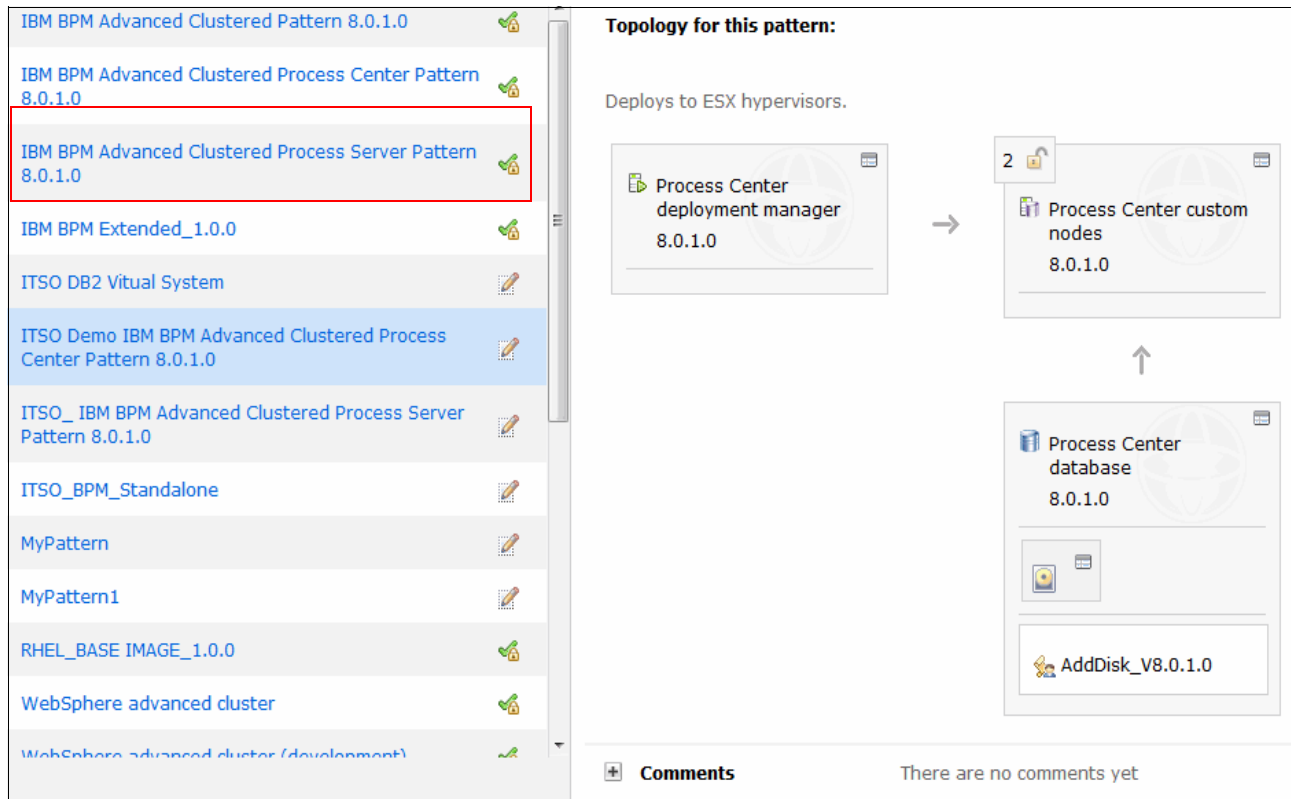 IBM BPM Advanced Clustered Pattern 8.0.1.0
IBM BPM Advanced Clustered Process Center Pattern
8.0.1.0
IBM BPM Advanced Clustered Process Server Pattern
8.0.1.0
IBM BPM Extended_1.0.0
ITSO DB2 Vitual System
ITSO Demo IBM BPM Advanced Clustered Process
Center Pattern 8.0.1.0
ITSO_ IBM BPM Advanced Clustered Process Server
Pattern 8.0.1.0
ITSO_BPM_Standalone
MyPattern
MyPattern1
RHEL_BASE IMAGE_1.0.0
WebSphere advanced cluster
WebSphere advanced cluster (development)
Topology for this pattern:
Deploys to ESX hypervisors.
Process Center
deployment manager
8.0.1.0
2
Process Center custom
nodes
8.0.1.0
Process Center
database
8.0.1.0
AddDisk_V8.0.1.0
Comments
There are no comments yet